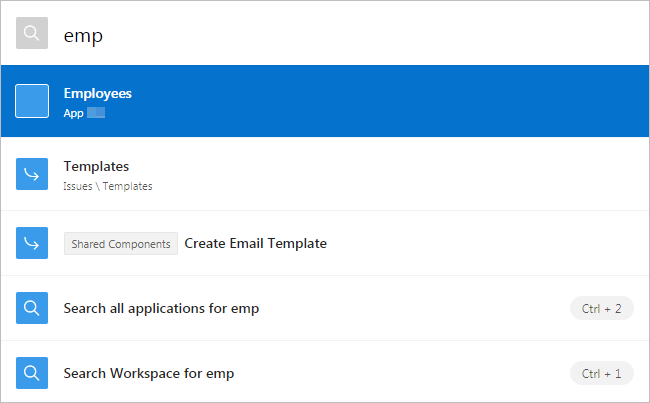 emp
Employees
App
Templates
Issues \ Templates
Shared Components Create Email Template
Search all applications for emp Ctrl + 2
Search Workspace for emp Ctrl + 1